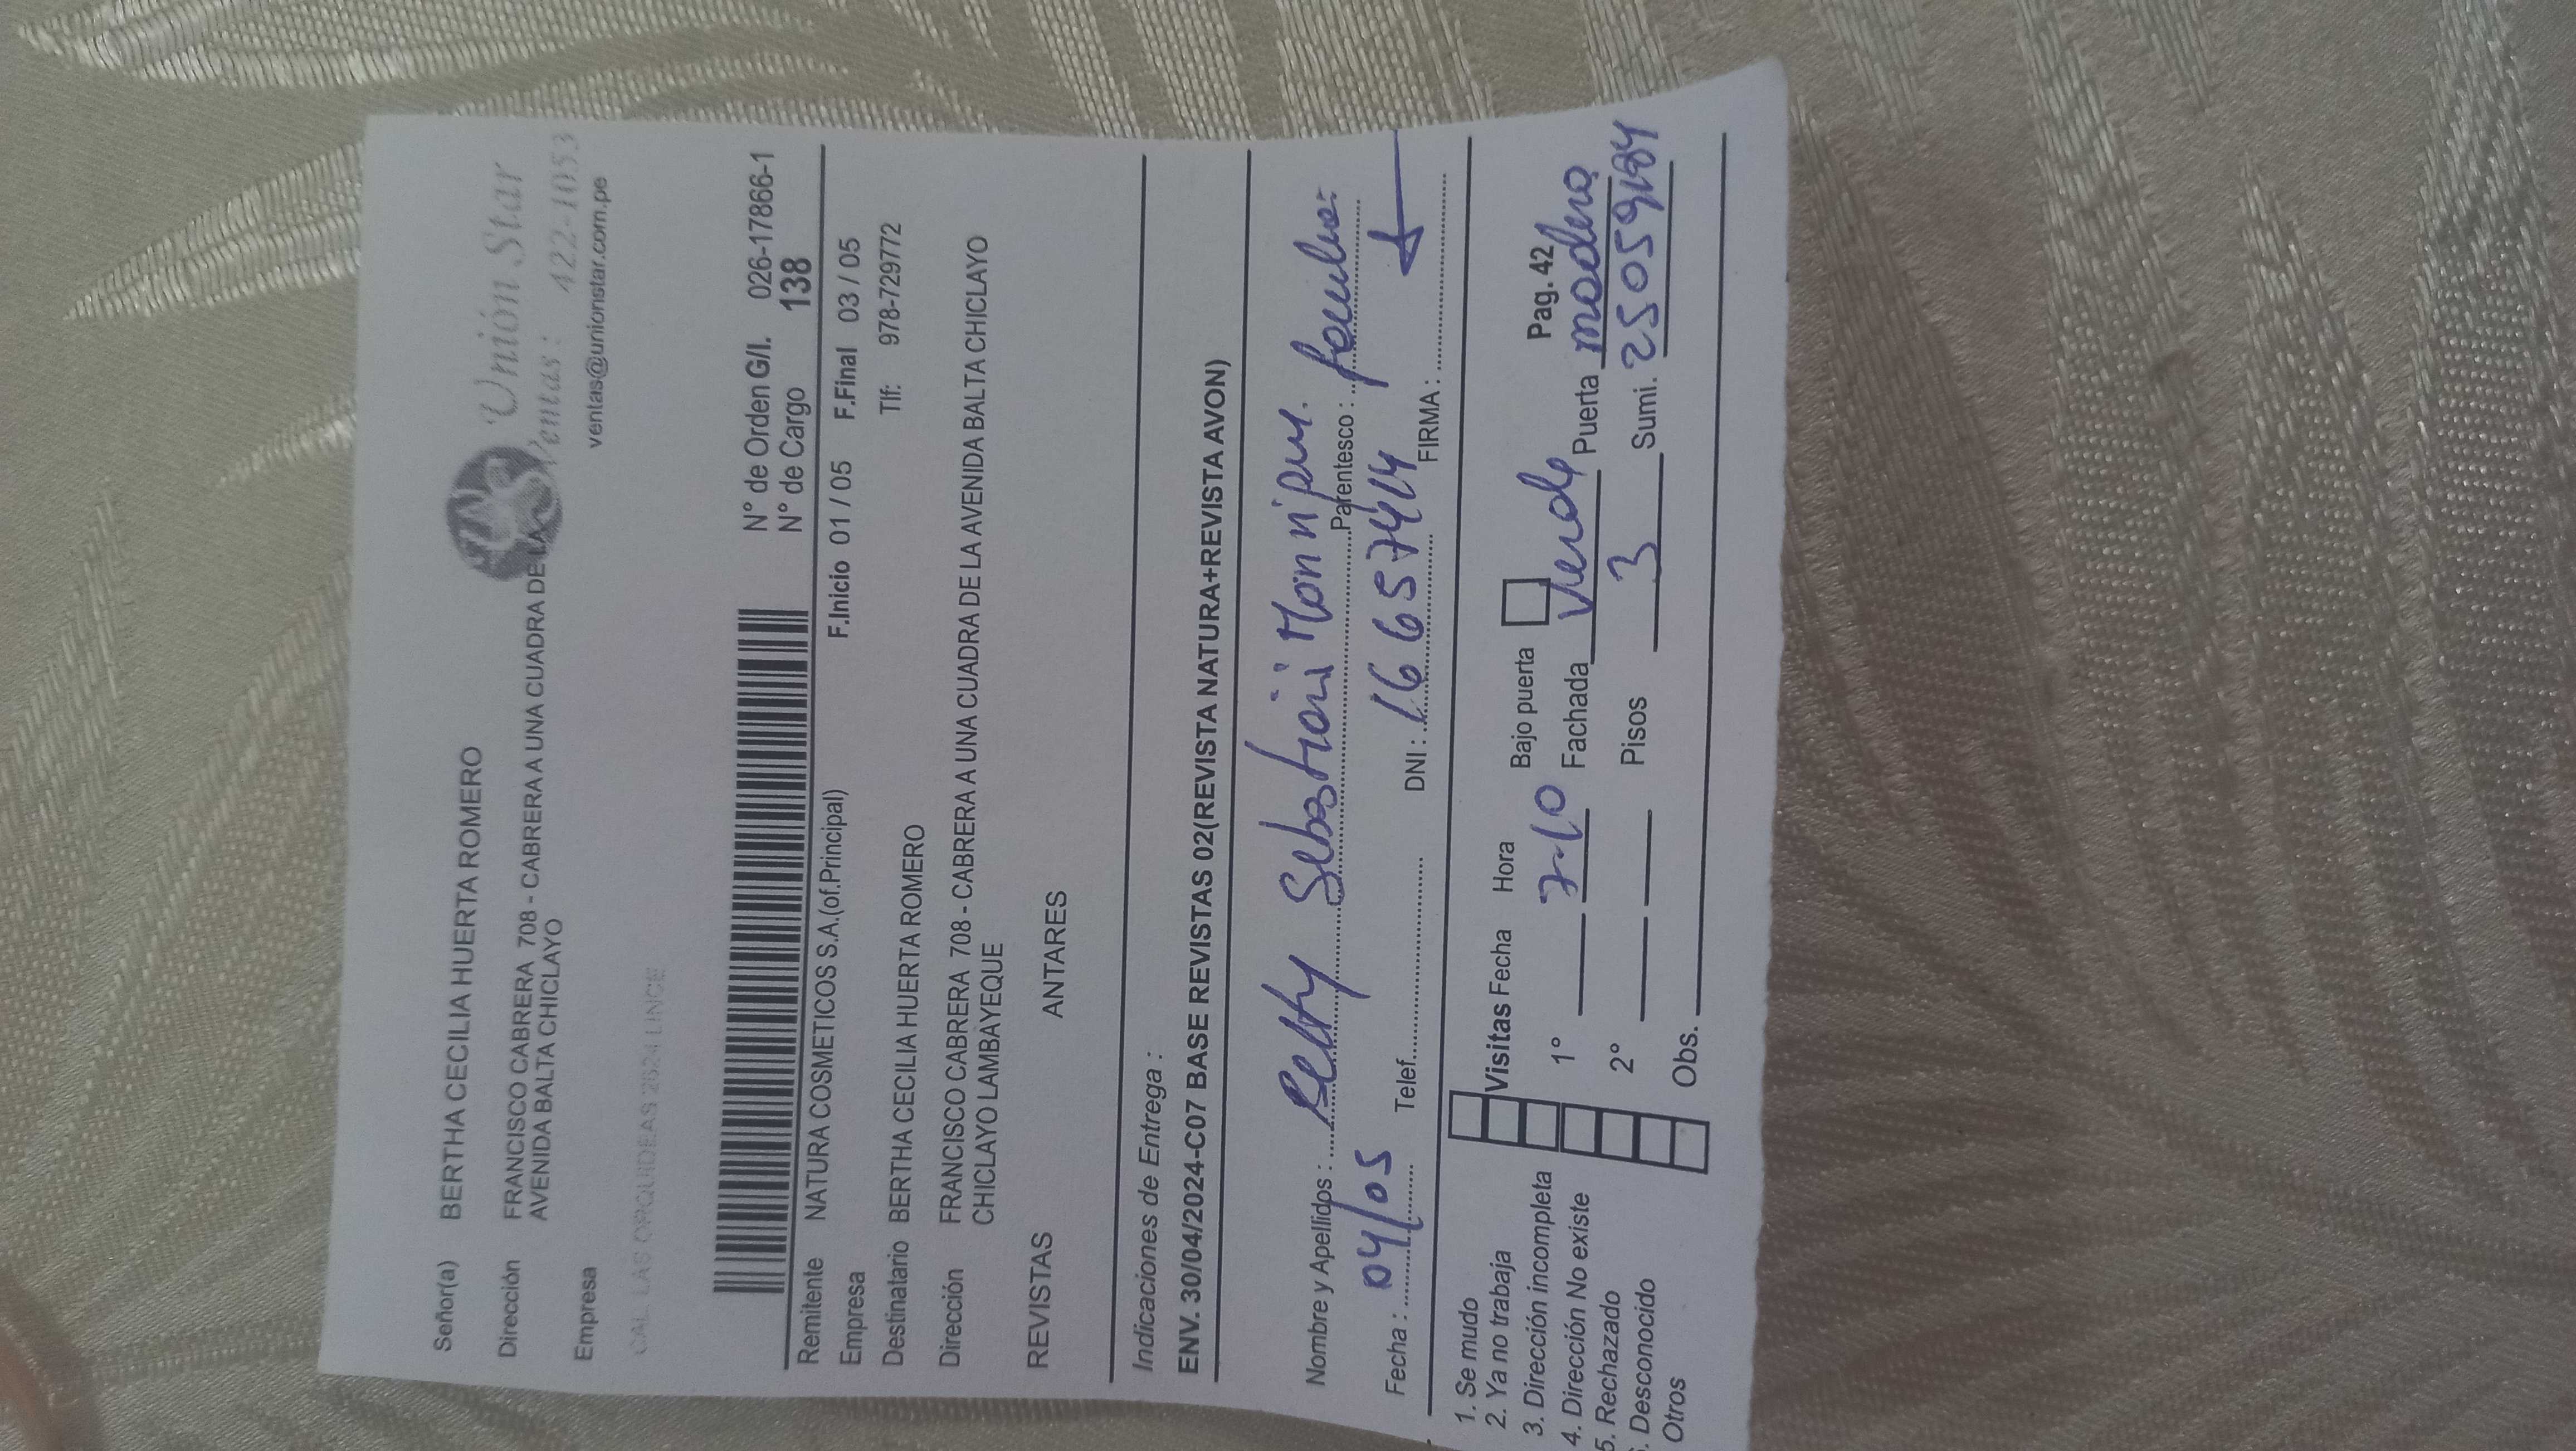 Señor(a) BERTHA CECILIA HUERTA ROMERO
Unión Star
Ventas: 422-1053
ventas@unionstar.com.pe
Dirección FRANCISCO CABRERA 708 - CABRERA A UNA CUADRA DE LA
AVENIDA BALTA CHICLAYO
Empresa
CAL LAS ORQUIDEAS 2624 LINCE
N° de Orden G/I. 026-17866-1
N° de Cargo 138
Remitente NATURA COSMETICOS S.A.(of.Principal) F.Inicio 01 / 05 F.Final 03 / 05
Empresa
Destinatario BERTHA CECILIA HUERTA ROMERO Tlf: 978-729772
Dirección FRANCISCO CABRERA 708 - CABRERA A UNA CUADRA DE LA AVENIDA BALTA CHICLAYO
CHICLAYO LAMBAYEQUE
REVISTAS ANTARES
Indicaciones de Entrega :
ENV. 30/04/2024-C07 BASE REVISTAS 02(REVISTA NATURA+REVISTA AVON)
Nombre y Apellidos : Betty Sebastiani Parentesco :
Fecha : 04/05 Telef. DNI : 16657414 FIRMA :
1. Se mudo
2. Ya no trabaja
3. Dirección incompleta
4. Dirección No existe
5. Rechazado
. Desconocido
Otros
Visitas Fecha Hora Bajo puerta Pag. 42
1° 7-10 Fachada Verde Puerta madera
2° Pisos 3 Sumi. 25059184
Obs.